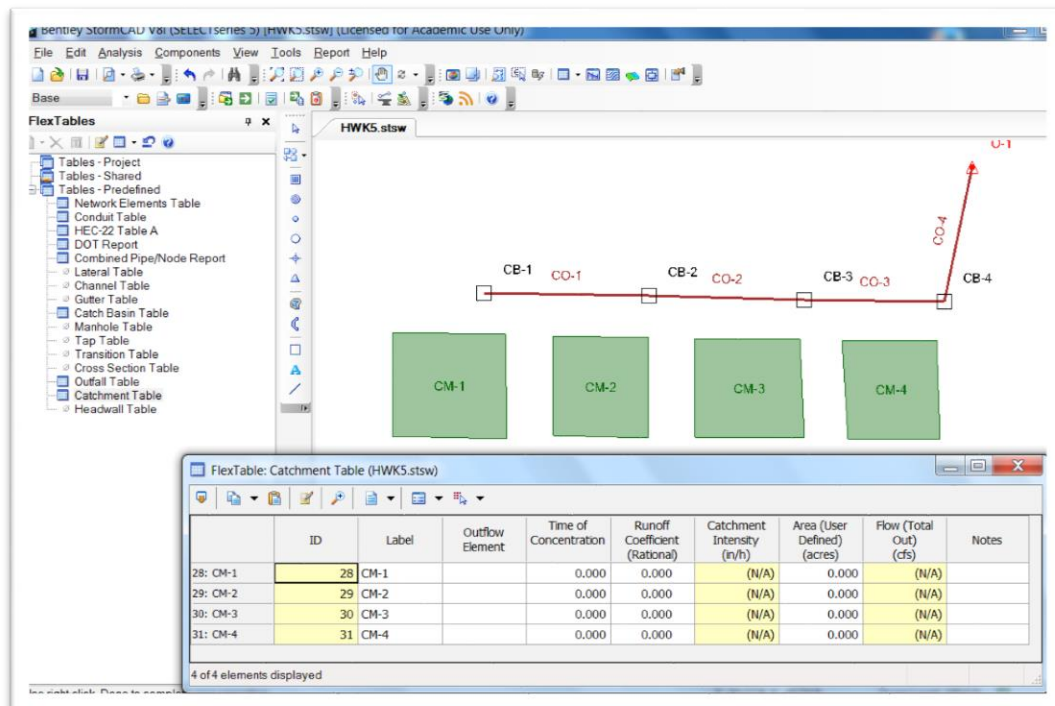 Bentley StormCAD V8i (SELECTseries 5) [HWK5.stsw] (Licensed for Academic Use Only)
File Edit Analysis Components View Tools Report Help
Base
FlexTables
HWK5.stsw
Tables - Project
Tables - Shared
Tables - Predefined
Network Elements Table
Conduit Table
HEC-22 Table A
DOT Report
Combined Pipe/Node Report
Lateral Table
Channel Table
Gutter Table
Catch Basin Table
Manhole Table
Tap Table
Transition Table
Cross Section Table
Outfall Table
Catchment Table
Headwall Table
O-1
CO-4
CB-1 CO-1 CB-2 CO-2 CB-3 CO-3 CB-4
CM-1 CM-2 CM-3 CM-4
FlexTable: Catchment Table (HWK5.stsw)
ID Label Outflow Element Time of Concentration Runoff Coefficient (Rational) Catchment Intensity (in/h) Area (User Defined) (acres) Flow (Total Out) (cfs) Notes
28: CM-1 28 CM-1 0.000 0.000 (N/A) 0.000 (N/A)
29: CM-2 29 CM-2 0.000 0.000 (N/A) 0.000 (N/A)
30: CM-3 30 CM-3 0.000 0.000 (N/A) 0.000 (N/A)
31: CM-4 31 CM-4 0.000 0.000 (N/A) 0.000 (N/A)
4 of 4 elements displayed